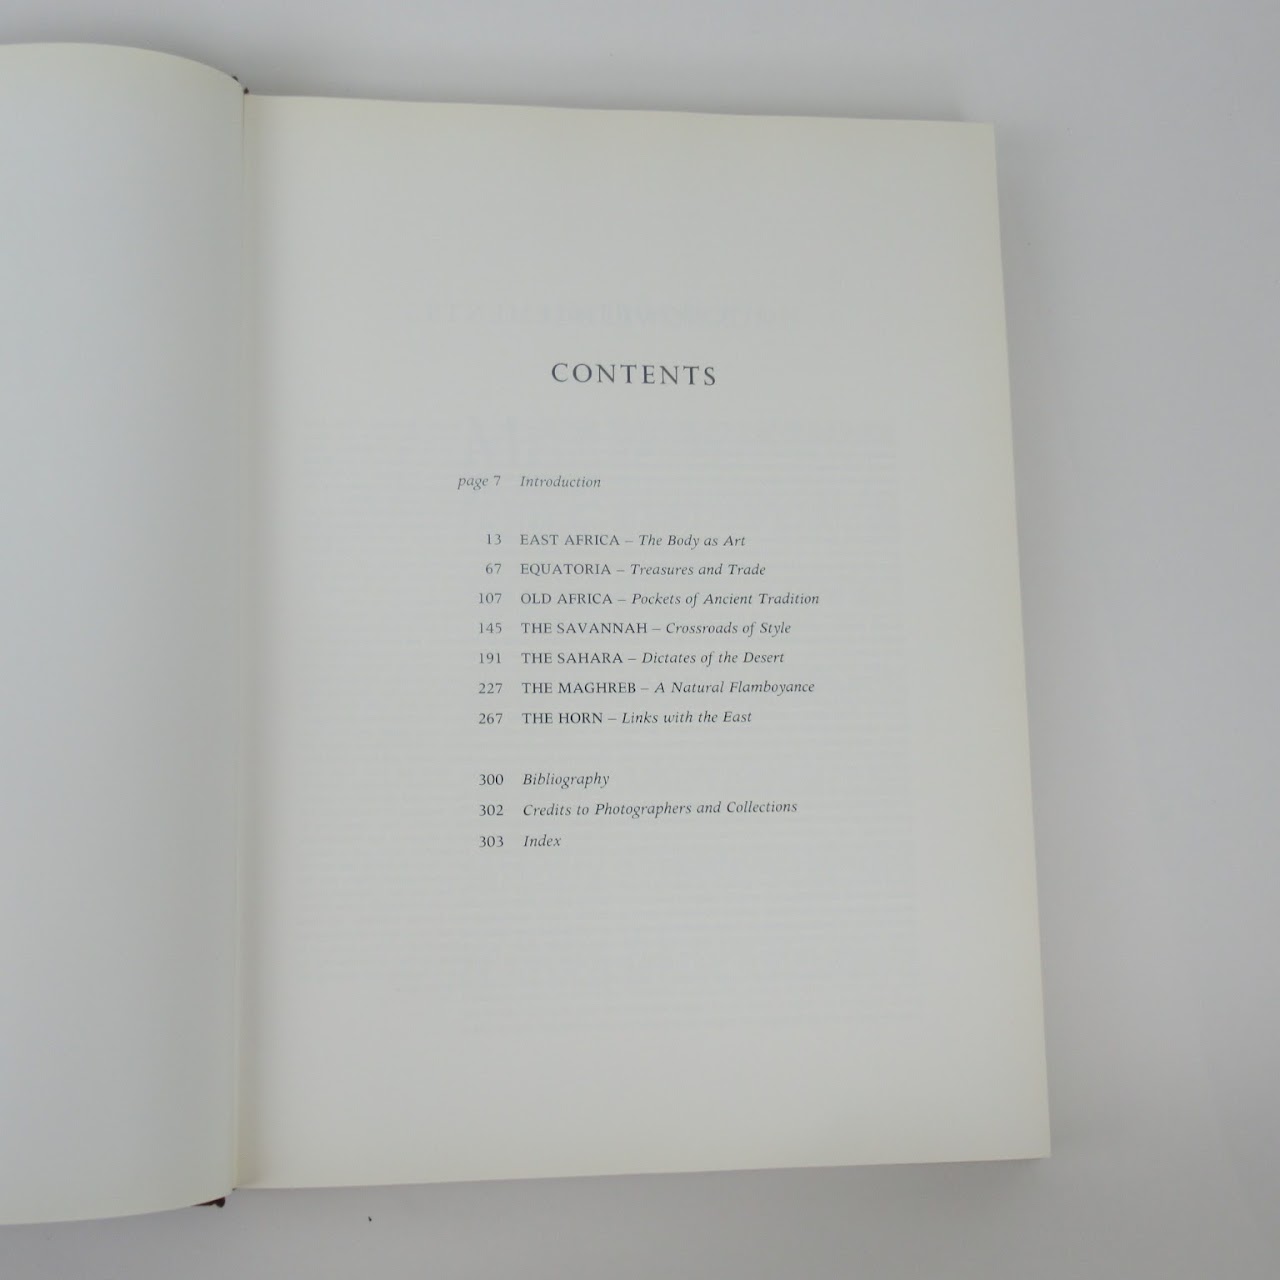 CONTENTS
page 7 Introduction
13 EAST AFRICA – The Body as Art
67 EQUATORIA – Treasures and Trade
107 OLD AFRICA – Pockets of Ancient Tradition
145 THE SAVANNAH – Crossroads of Style
191 THE SAHARA – Dictates of the Desert
227 THE MAGHREB – A Natural Flamboyance
267 THE HORN – Links with the East
300 Bibliography
302 Credits to Photographers and Collections
303 Index